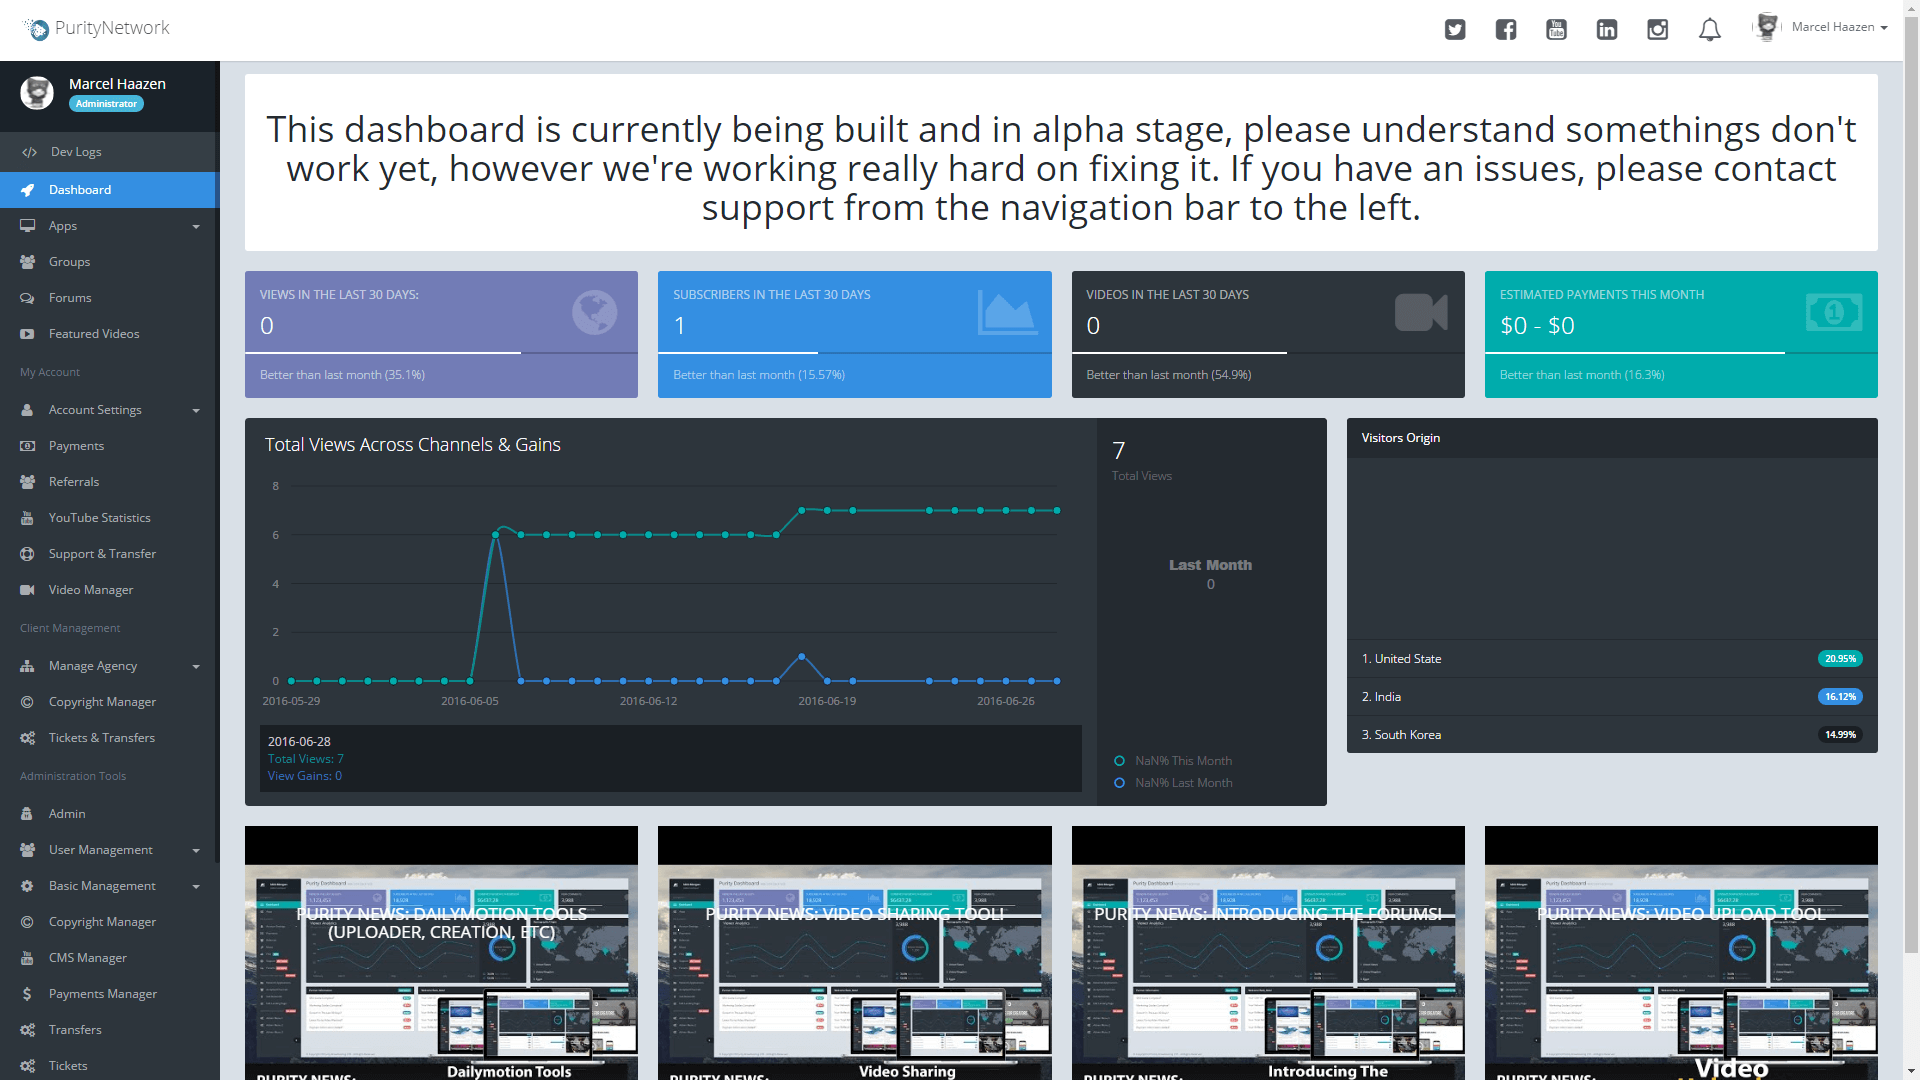 PurityNetwork
Marcel Haazen
Marcel Haazen
Administrator
Dev Logs
Dashboard
Apps
Groups
Forums
Featured Videos
My Account
Account Settings
Payments
Referrals
YouTube Statistics
Support & Transfer
Video Manager
Client Management
Manage Agency
Copyright Manager
Tickets & Transfers
Administration Tools
Admin
User Management
Basic Management
Copyright Manager
CMS Manager
Payments Manager
Transfers
Tickets
This dashboard is currently being built and in alpha stage, please understand somethings don't
work yet, however we're working really hard on fixing it. If you have an issues, please contact
support from the navigation bar to the left.
VIEWS IN THE LAST 30 DAYS:
0
Better than last month (35.1%)
SUBSCRIBERS IN THE LAST 30 DAYS
1
Better than last month (15.57%)
VIDEOS IN THE LAST 30 DAYS
0
Better than last month (54.9%)
ESTIMATED PAYMENTS THIS MONTH
$0 - $0
Better than last month (16.3%)
Total Views Across Channels & Gains
8
6
4
2
0
2016-05-29 2016-06-05 2016-06-12 2016-06-19 2016-06-26
2016-06-28
Total Views: 7
View Gains: 0
7
Total Views
Last Month
0
NaN% This Month
NaN% Last Month
Visitors Origin
1. United State 20.95%
2. India 16.12%
3. South Korea 14.99%
PURITY NEWS: DAILYMOTION TOOLS
(UPLOADER, CREATION, ETC)
Dailymotion Tools
PURITY NEWS:
PURITY NEWS: VIDEO SHARING TOOL!
Video Sharing
PURITY NEWS:
PURITY NEWS: INTRODUCING THE FORUMS!
Introducing The
PURITY NEWS:
PURITY NEWS: VIDEO UPLOAD TOOL
Video
PURITY NEWS: